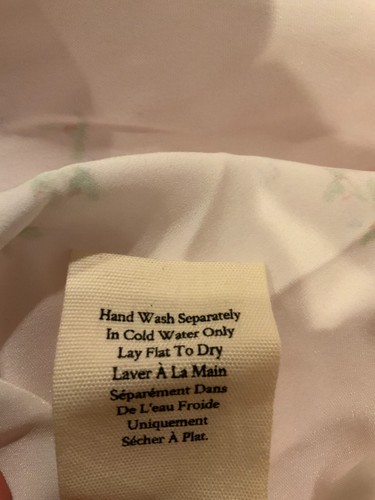 Hand Wash Separately
In Cold Water Only
Lay Flat To Dry
Laver À La Main
Séparément Dans
De L'eau Froide
Uniquement
Sécher À Plat.